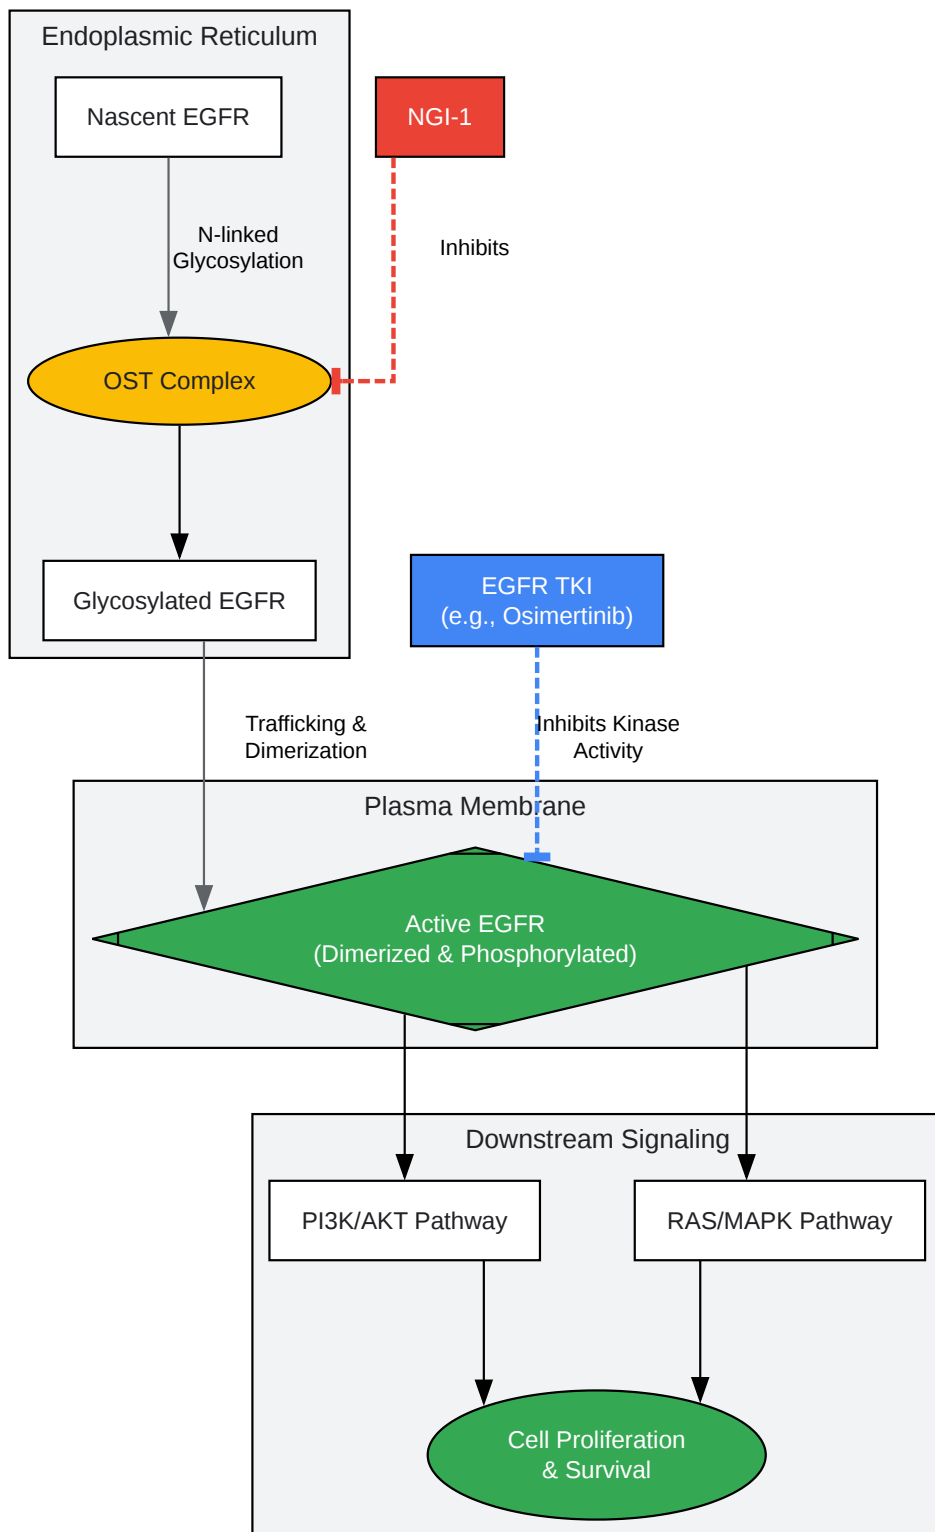 Endoplasmic Reticulum
Nascent EGFR
NGI-1
N-linked
Glycosylation
Inhibits
OST Complex
Glycosylated EGFR
EGFR TKI
(e.g., Osimertinib)
Trafficking &
Dimerization
Inhibits Kinase
Activity
Plasma Membrane
Active EGFR
(Dimerized & Phosphorylated)
Downstream Signaling
PI3K/AKT Pathway
RAS/MAPK Pathway
Cell Proliferation
& Survival